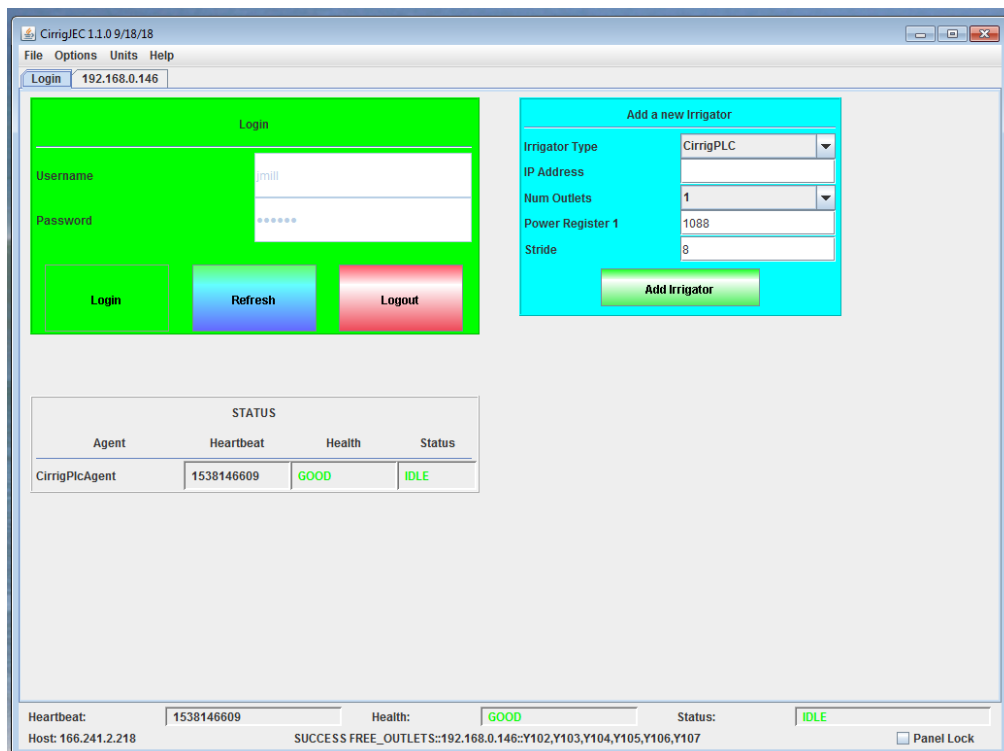 CirrigJEC 1.1.0 9/18/18
File Options Units Help
Login 192.168.0.146
Login
Username jmill
Password ••••••
Login Refresh Logout
Add a new Irrigator
Irrigator Type CirrigPLC
IP Address
Num Outlets 1
Power Register 1 1088
Stride 8
Add Irrigator
STATUS
Agent Heartbeat Health Status
CirrigPlcAgent 1538146609 GOOD IDLE
Heartbeat: 1538146609 Health: GOOD Status: IDLE
Host: 166.241.2.218 SUCCESS FREE_OUTLETS::192.168.0.146::Y102,Y103,Y104,Y105,Y106,Y107 Panel Lock